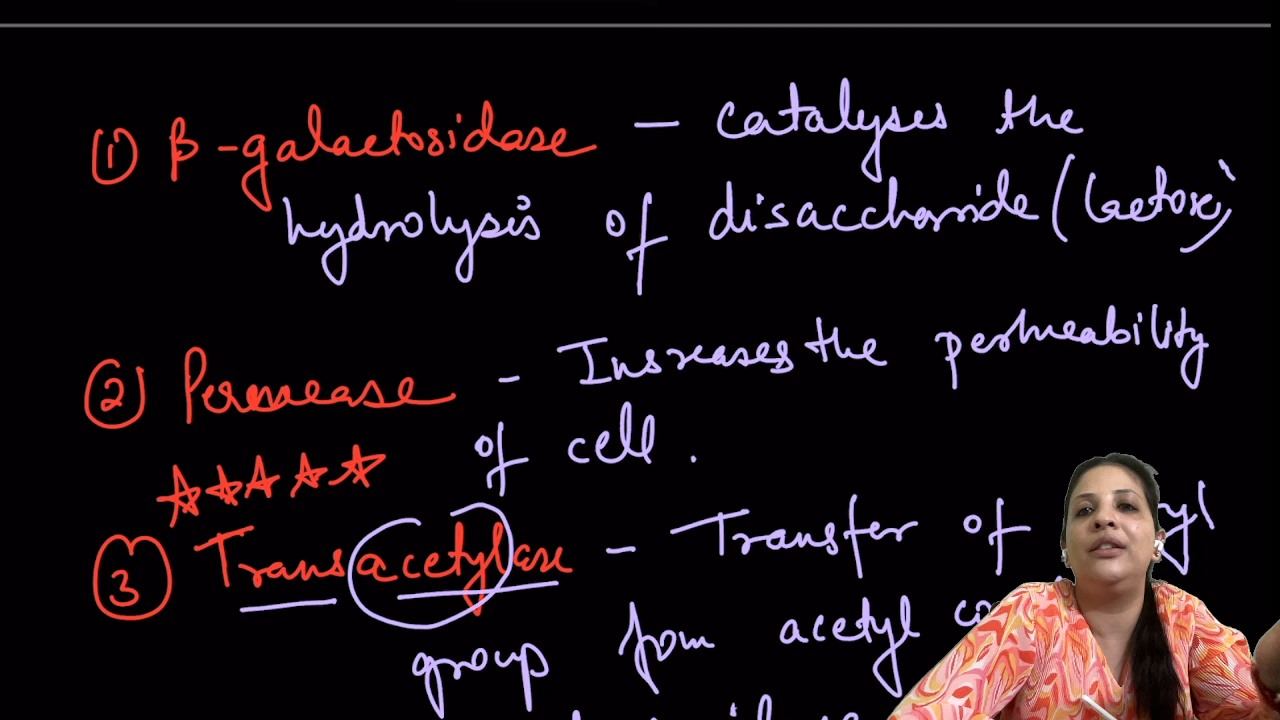 ① β-galactosidase – catalyses the
hydrolysis of disaccharide (lactose)
② Permease – Increases the permeability
of cell.
③ Transacetylase – Transfer of
group from acetyl